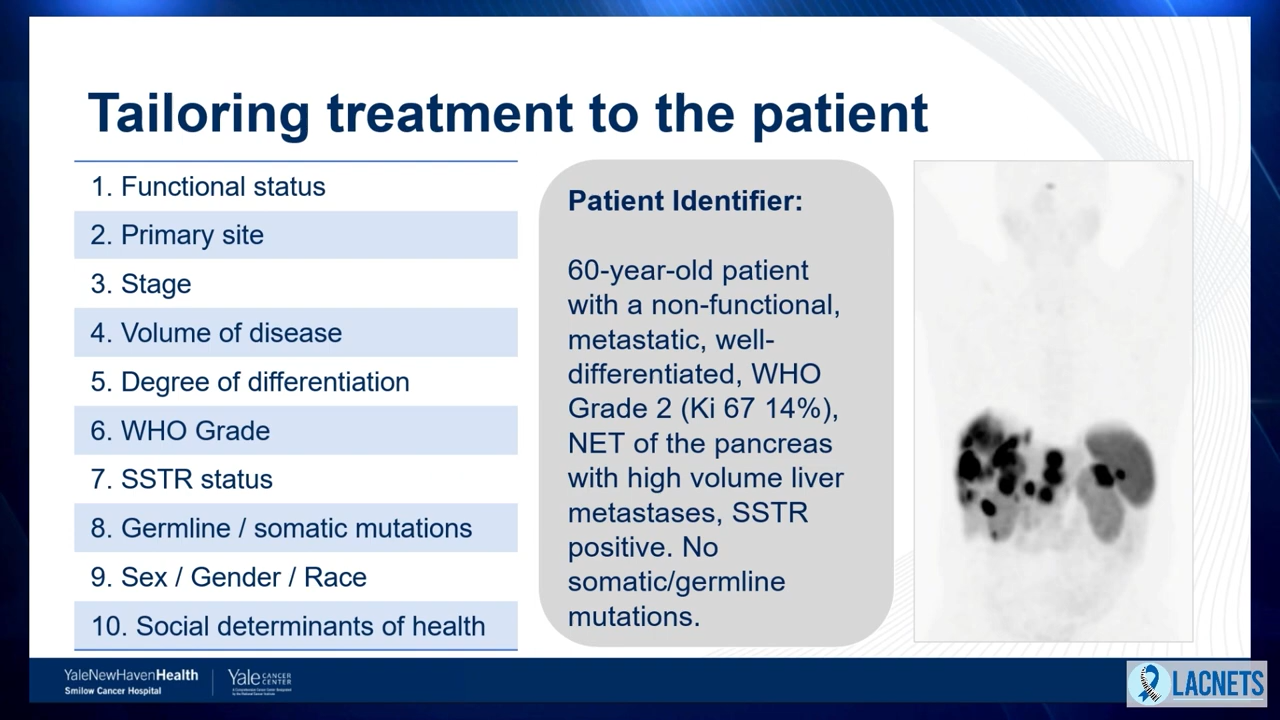 Tailoring treatment to the patient
1. Functional status
2. Primary site
3. Stage
4. Volume of disease
5. Degree of differentiation
6. WHO Grade
7. SSTR status
8. Germline / somatic mutations
9. Sex / Gender / Race
10. Social determinants of health
Patient Identifier:
60-year-old patient
with a non-functional,
metastatic, well-
differentiated, WHO
Grade 2 (Ki 67 14%),
NET of the pancreas
with high volume liver
metastases, SSTR
positive. No
somatic/germline
mutations.
YaleNewHavenHealth
Smilow Cancer Hospital
Yale CANCER
CENTER
LACNETS